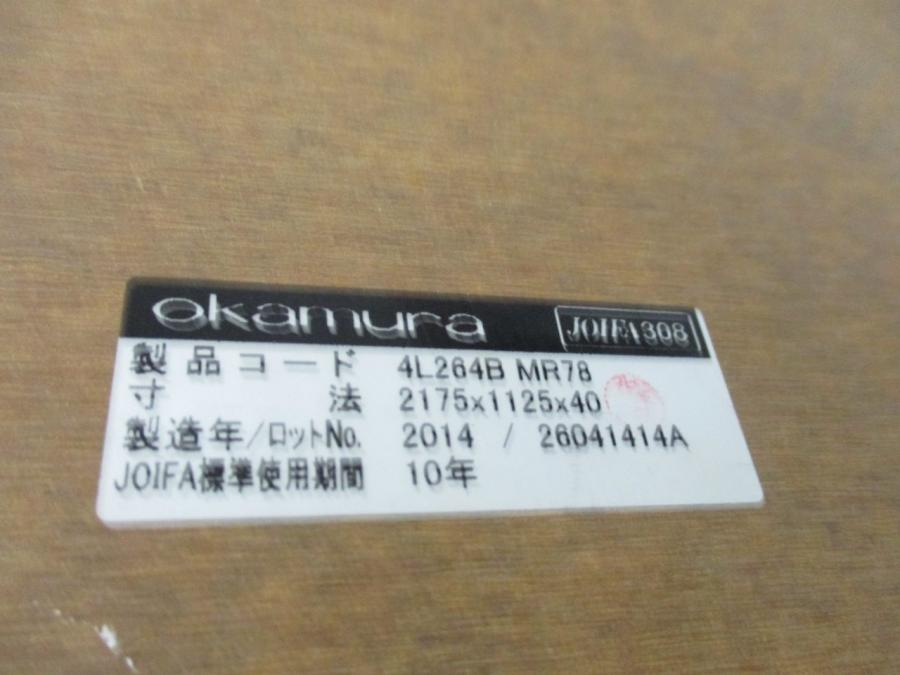 okamura JOIFA308
製品コード 4L264B MR78
寸法 2175x1125x40
製造年/ロットNo. 2014 / 26041414A
JOIFA標準使用期間 10年